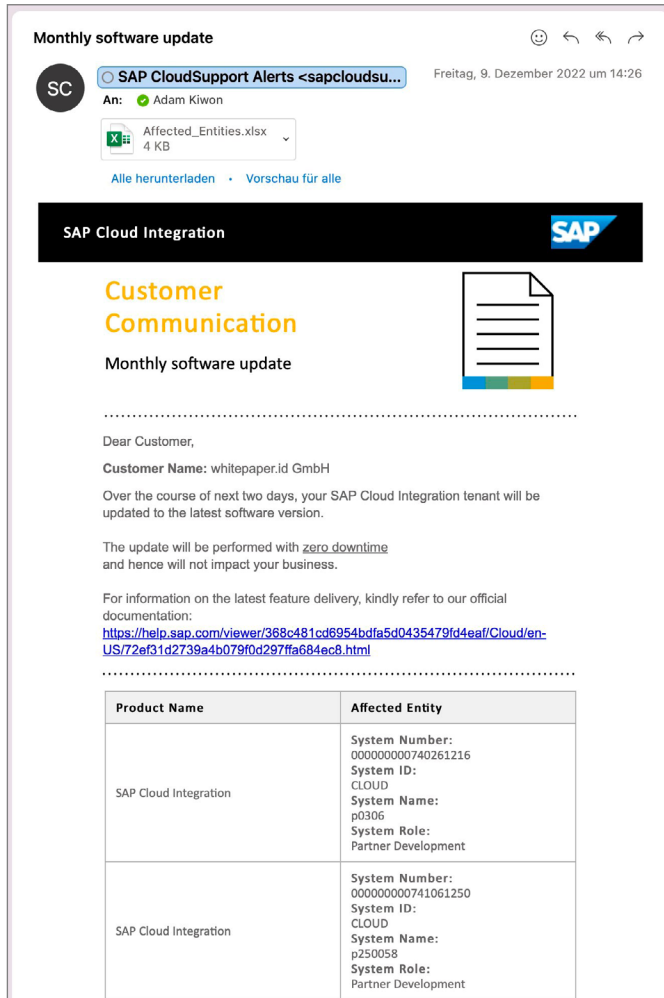 Monthly software update
SC
SAP CloudSupport Alerts <sapcloudsu...
Freitag, 9. Dezember 2022 um 14:26
An: Adam Kiwon
Affected_Entities.xlsx
4 KB
Alle herunterladen • Vorschau für alle
SAP Cloud Integration
SAP
Customer
Communication
Monthly software update
Dear Customer,
Customer Name: whitepaper.id GmbH
Over the course of next two days, your SAP Cloud Integration tenant will be
updated to the latest software version.
The update will be performed with zero downtime
and hence will not impact your business.
For information on the latest feature delivery, kindly refer to our official
documentation:
https://help.sap.com/viewer/368c481cd6954bdfa5d0435479fd4eaf/Cloud/en-
US/72ef31d2739a4b079f0d297ffa684ec8.html
Product Name
Affected Entity
SAP Cloud Integration
System Number:
000000000740261216
System ID:
CLOUD
System Name:
p0306
System Role:
Partner Development
SAP Cloud Integration
System Number:
000000000741061250
System ID:
CLOUD
System Name:
p250058
System Role:
Partner Development